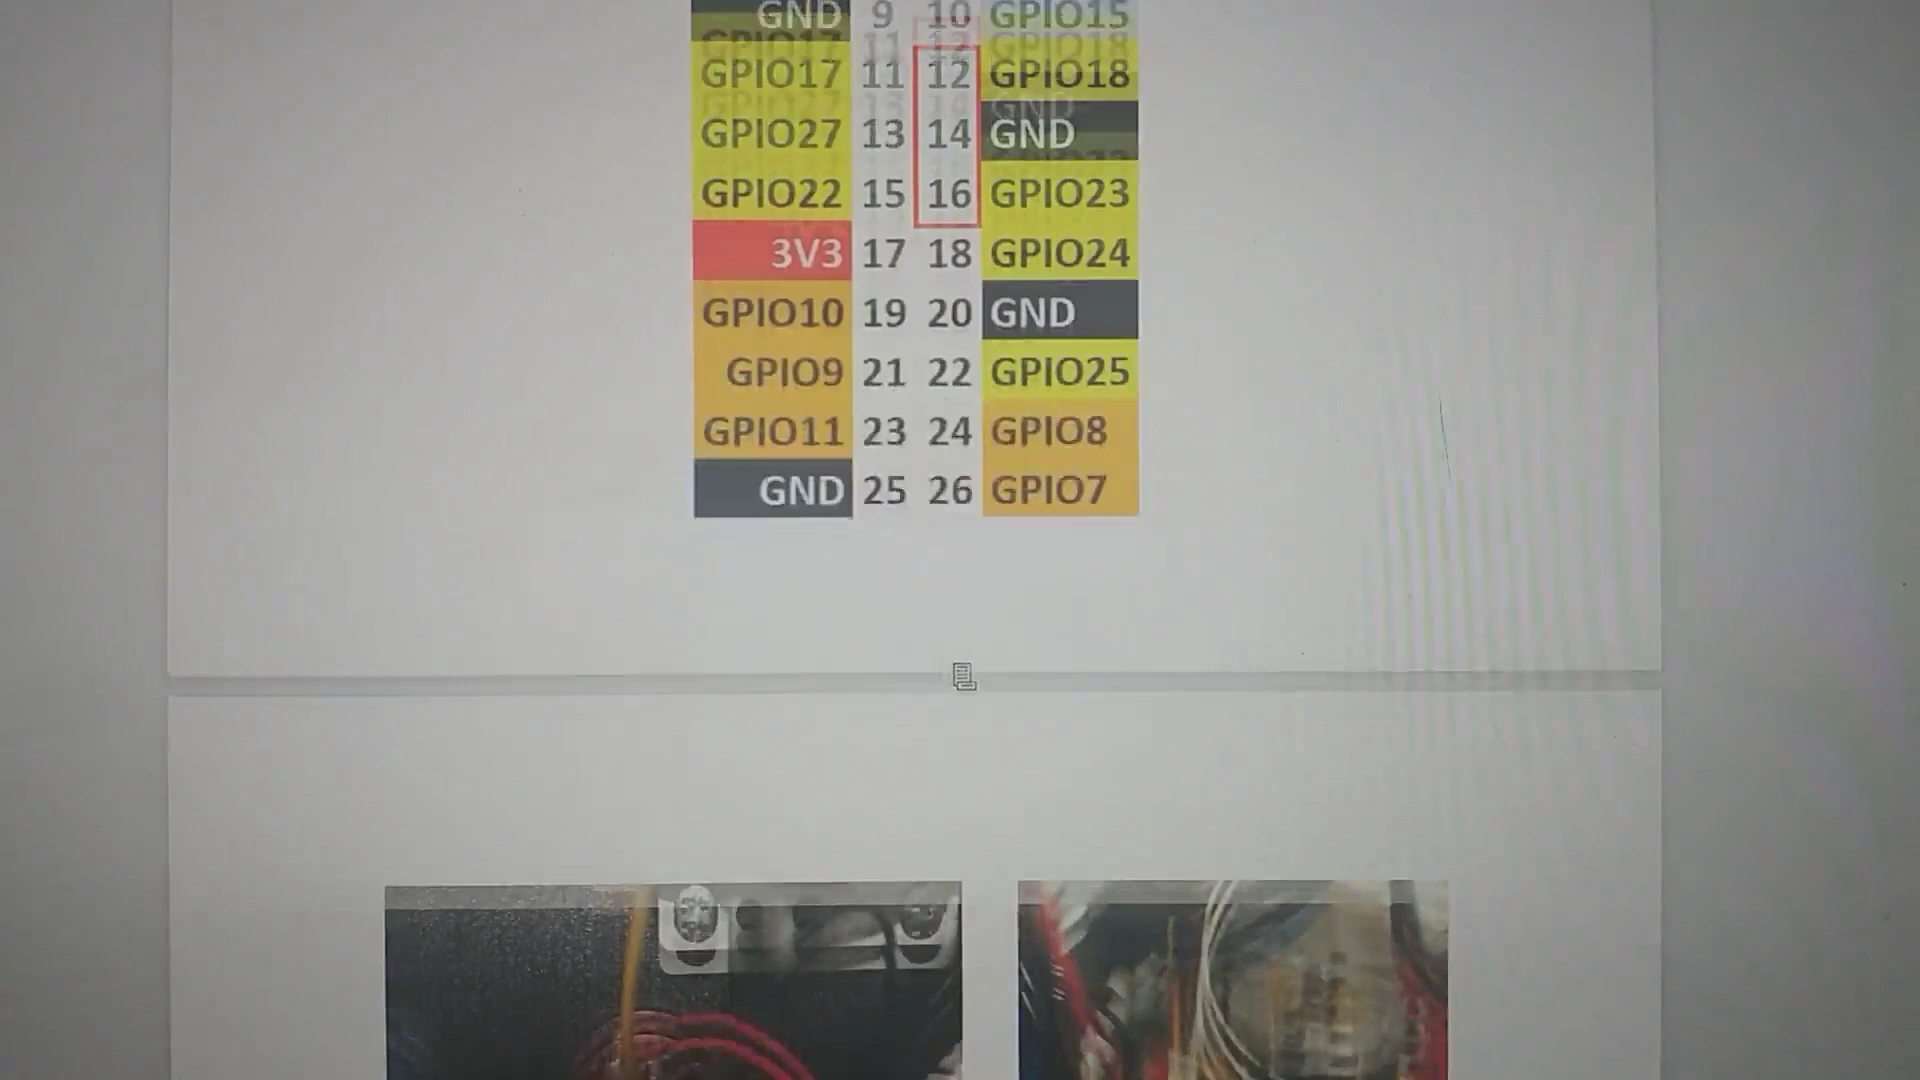 GND 9 10 GPIO15
GPIO17 11 12 GPIO18
GPIO27 13 14 GND
GPIO22 15 16 GPIO23
3V3 17 18 GPIO24
GPIO10 19 20 GND
GPIO9 21 22 GPIO25
GPIO11 23 24 GPIO8
GND 25 26 GPIO7